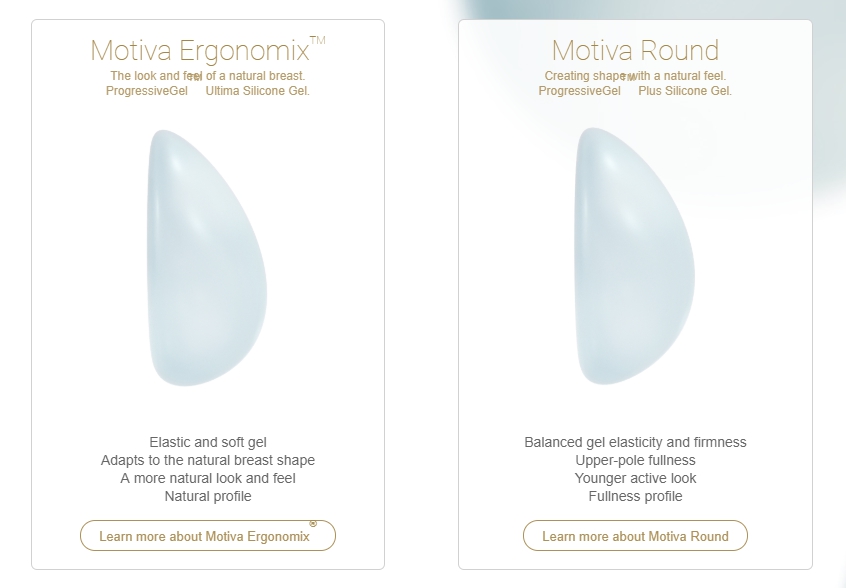 Motiva Ergonomix™
The look and feel of a natural breast.
ProgressiveGel™ Ultima Silicone Gel.
Elastic and soft gel
Adapts to the natural breast shape
A more natural look and feel
Natural profile
Learn more about Motiva Ergonomix®
Motiva Round
Creating shape with a natural feel.
ProgressiveGel™ Plus Silicone Gel.
Balanced gel elasticity and firmness
Upper-pole fullness
Younger active look
Fullness profile
Learn more about Motiva Round